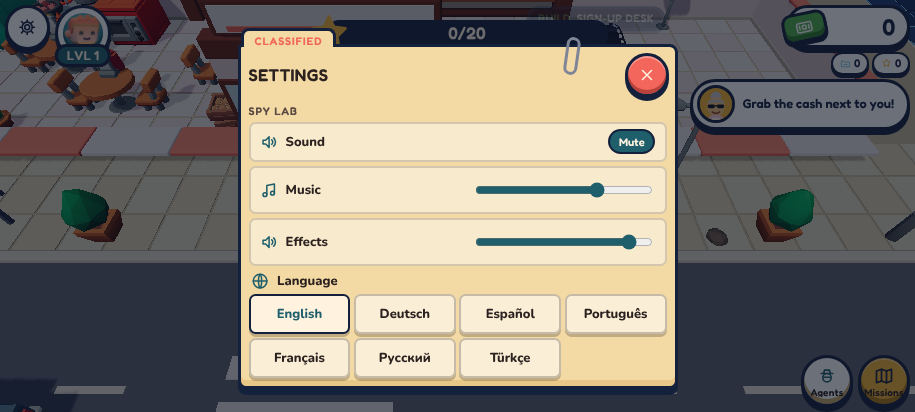 BUILD SIGN-UP DESK
0/20
0
LVL 1
0
0
Grab the cash next to you!
CLASSIFIED
SETTINGS
SPY LAB
Sound
Mute
Music
Effects
Language
English
Deutsch
Español
Português
Français
Русский
Türkçe
Agents
Missions